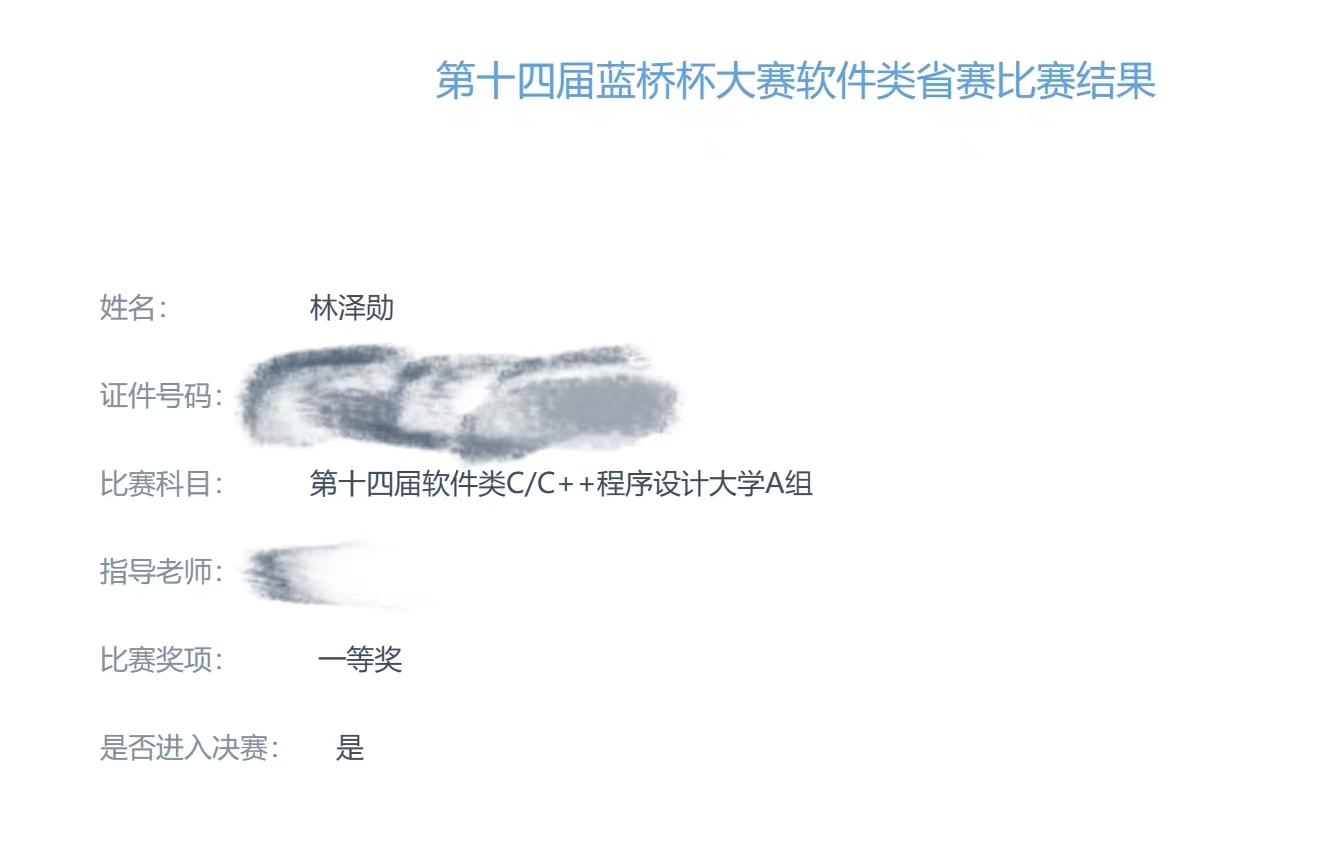 第十四届蓝桥杯大赛软件类省赛比赛结果
姓名： 林泽勋
证件号码：
比赛科目： 第十四届软件类C/C++程序设计大学A组
指导老师：
比赛奖项： 一等奖
是否进入决赛： 是